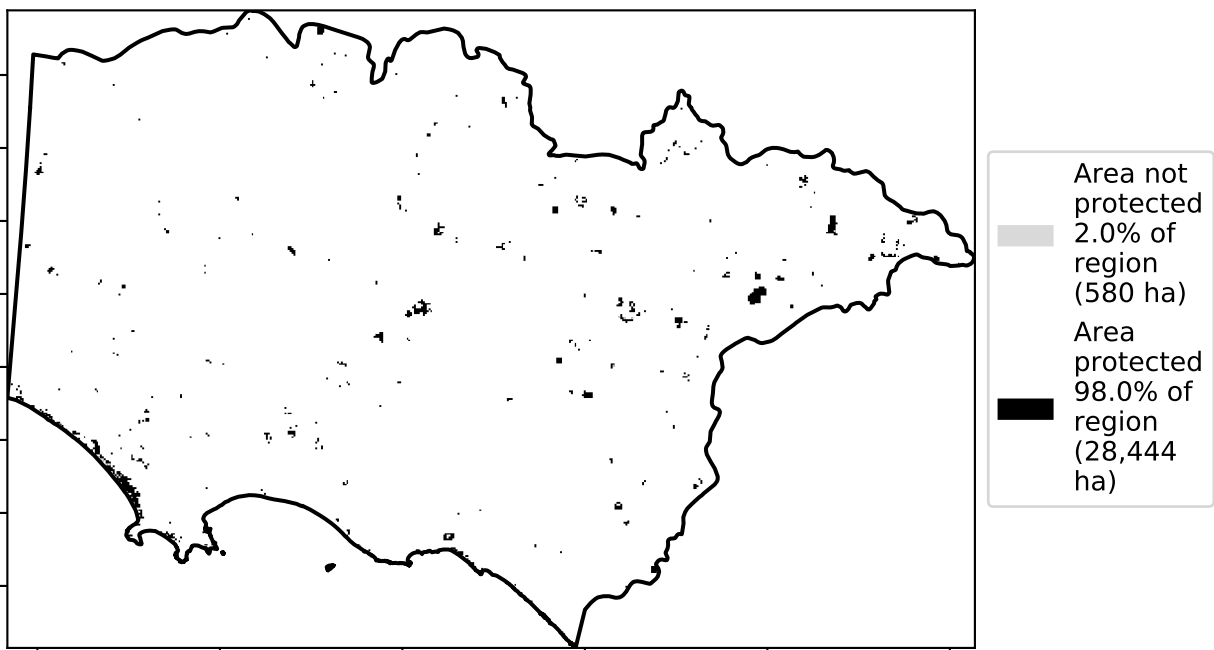 Area not
protected
2.0% of
region
(580 ha)
Area
protected
98.0% of
region
(28,444
ha)